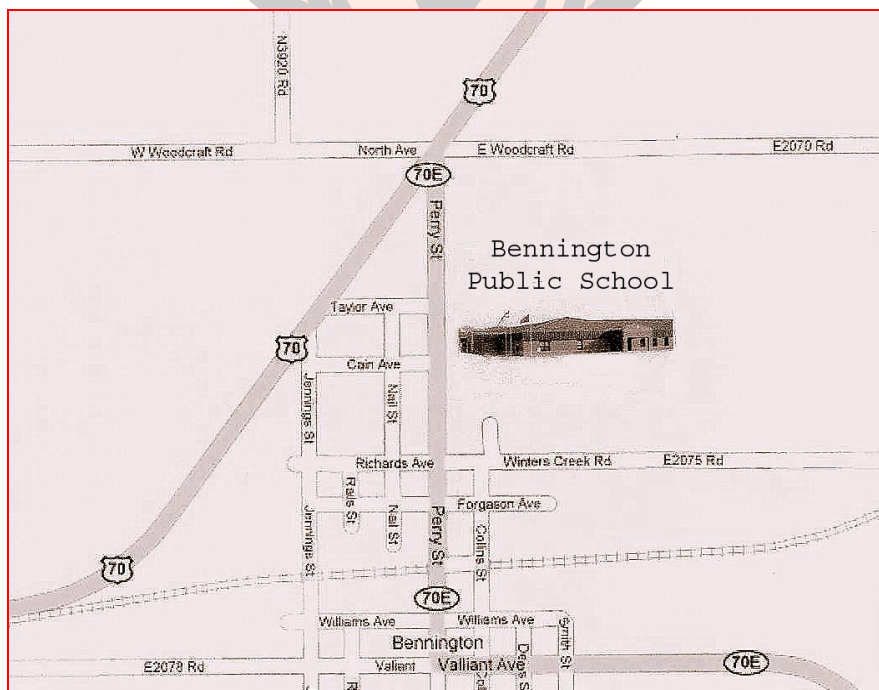 N3920 Rd
70
W Woodcraft Rd
North Ave
E Woodcraft Rd
E2070 Rd
70E
Perry St
Bennington
Public School
Taylor Ave
70
Cain Ave
Jennings St
Nail St
Richards Ave
Winters Creek Rd
E2075 Rd
Rails St
Forgason Ave
Jennings St
Nail St
Perry St
Collins St
70
70E
Williams Ave
Williams Ave
Smith St
Bennington
E2078 Rd
Valliant
Valliant Ave
70E